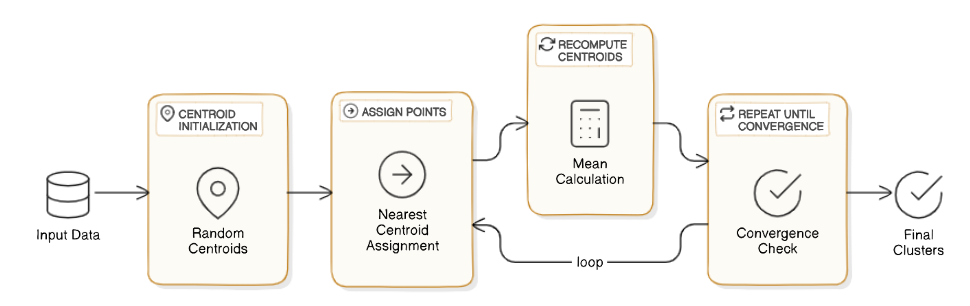 Input Data
CENTROID
INITIALIZATION
Random
Centroids
ASSIGN POINTS
Nearest
Centroid
Assignment
RECOMPUTE
CENTROIDS
Mean
Calculation
REPEAT UNTIL
CONVERGENCE
Convergence
Check
loop
Final
Clusters